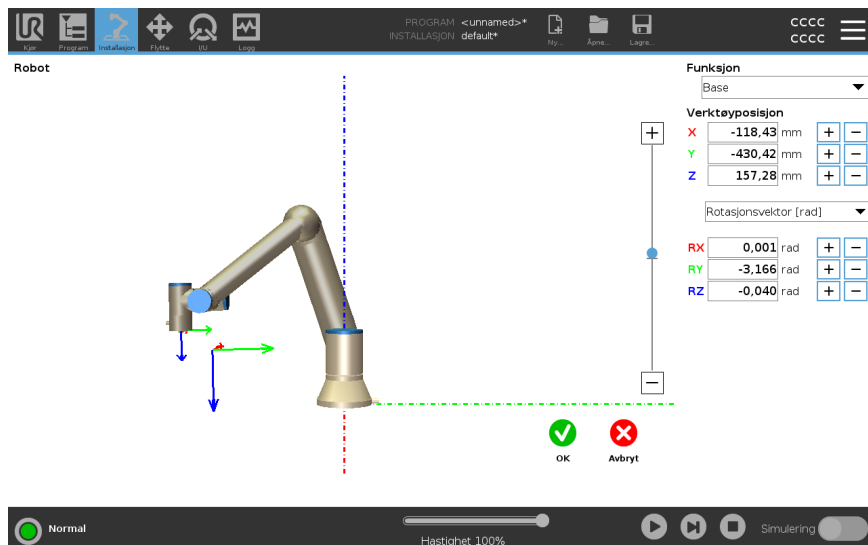 UR
Kjør
Program
Installasjon
Flytte
I/U
Logg
PROGRAM <unnamed>*
INSTALLASJON default*
Ny...
Åpne...
Lagre...
CCCC
CCCC
Robot
Funksjon
Base
Verktøyposisjon
X -118,43 mm + −
Y -430,42 mm + −
Z 157,28 mm + −
Rotasjonsvektor [rad]
RX 0,001 rad + −
RY -3,166 rad + −
RZ -0,040 rad + −
+
−
OK
Avbryt
Normal
Hastighet 100%
Simulering